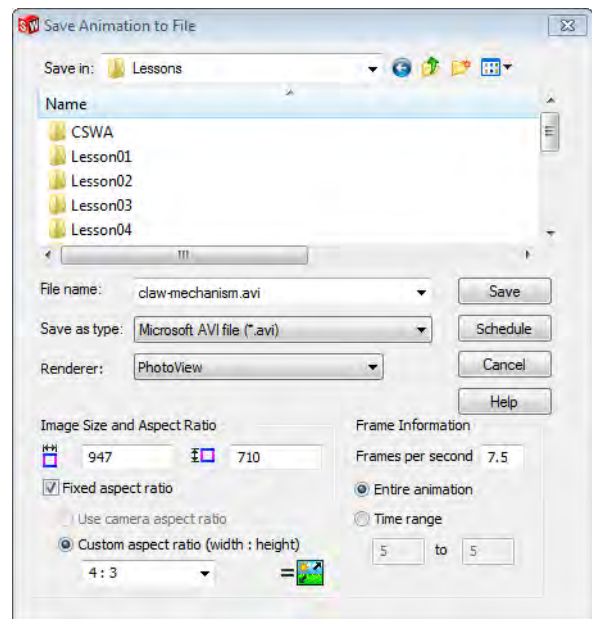 SW Save Animation to File
Save in: Lessons
Name
CSWA
Lesson01
Lesson02
Lesson03
Lesson04
File name: claw-mechanism.avi Save
Save as type: Microsoft AVI file (*.avi) Schedule
Renderer: PhotoView Cancel
Help
Image Size and Aspect Ratio Frame Information
947 710 Frames per second 7.5
Fixed aspect ratio Entire animation
Use camera aspect ratio Time range
Custom aspect ratio (width : height) 5 to 5
4 : 3 =